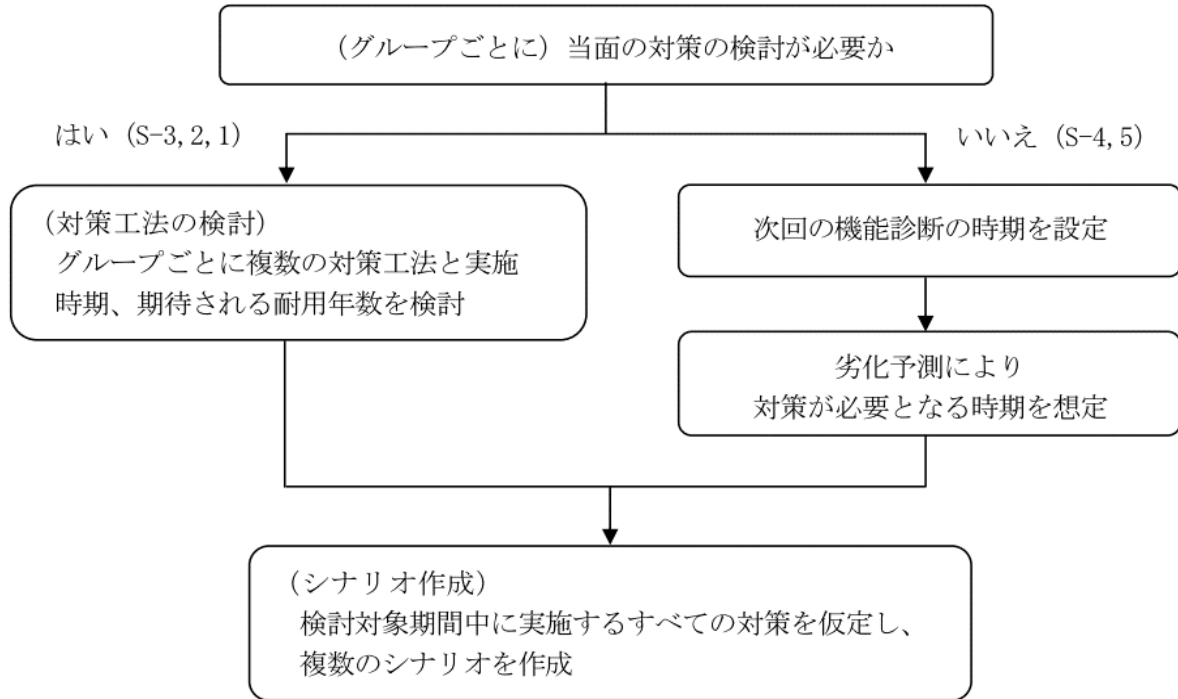 (グループごとに) 当面の対策の検討が必要か
はい (S-3,2,1)
いいえ (S-4,5)
(対策工法の検討)
グループごとに複数の対策工法と実施
時期、期待される耐用年数を検討
次回の機能診断の時期を設定
劣化予測により
対策が必要となる時期を想定
(シナリオ作成)
検討対象期間中に実施するすべての対策を仮定し、
複数のシナリオを作成